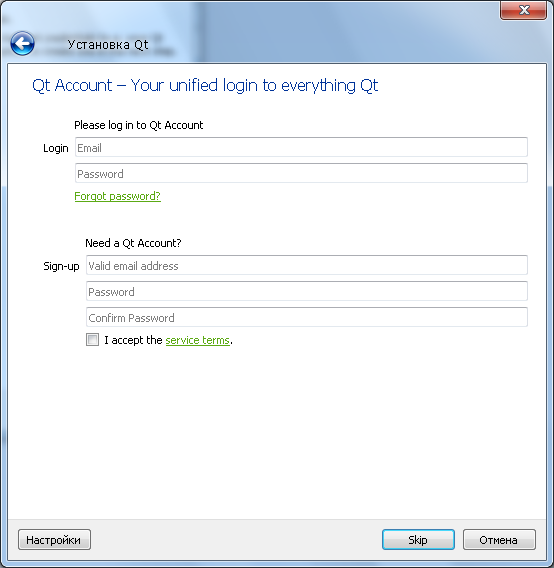 Установка Qt
Qt Account – Your unified login to everything Qt
Please log in to Qt Account
Login Email
Password
Forgot password?
Need a Qt Account?
Sign-up Valid email address
Password
Confirm Password
I accept the service terms.
Настройки Skip Отмена